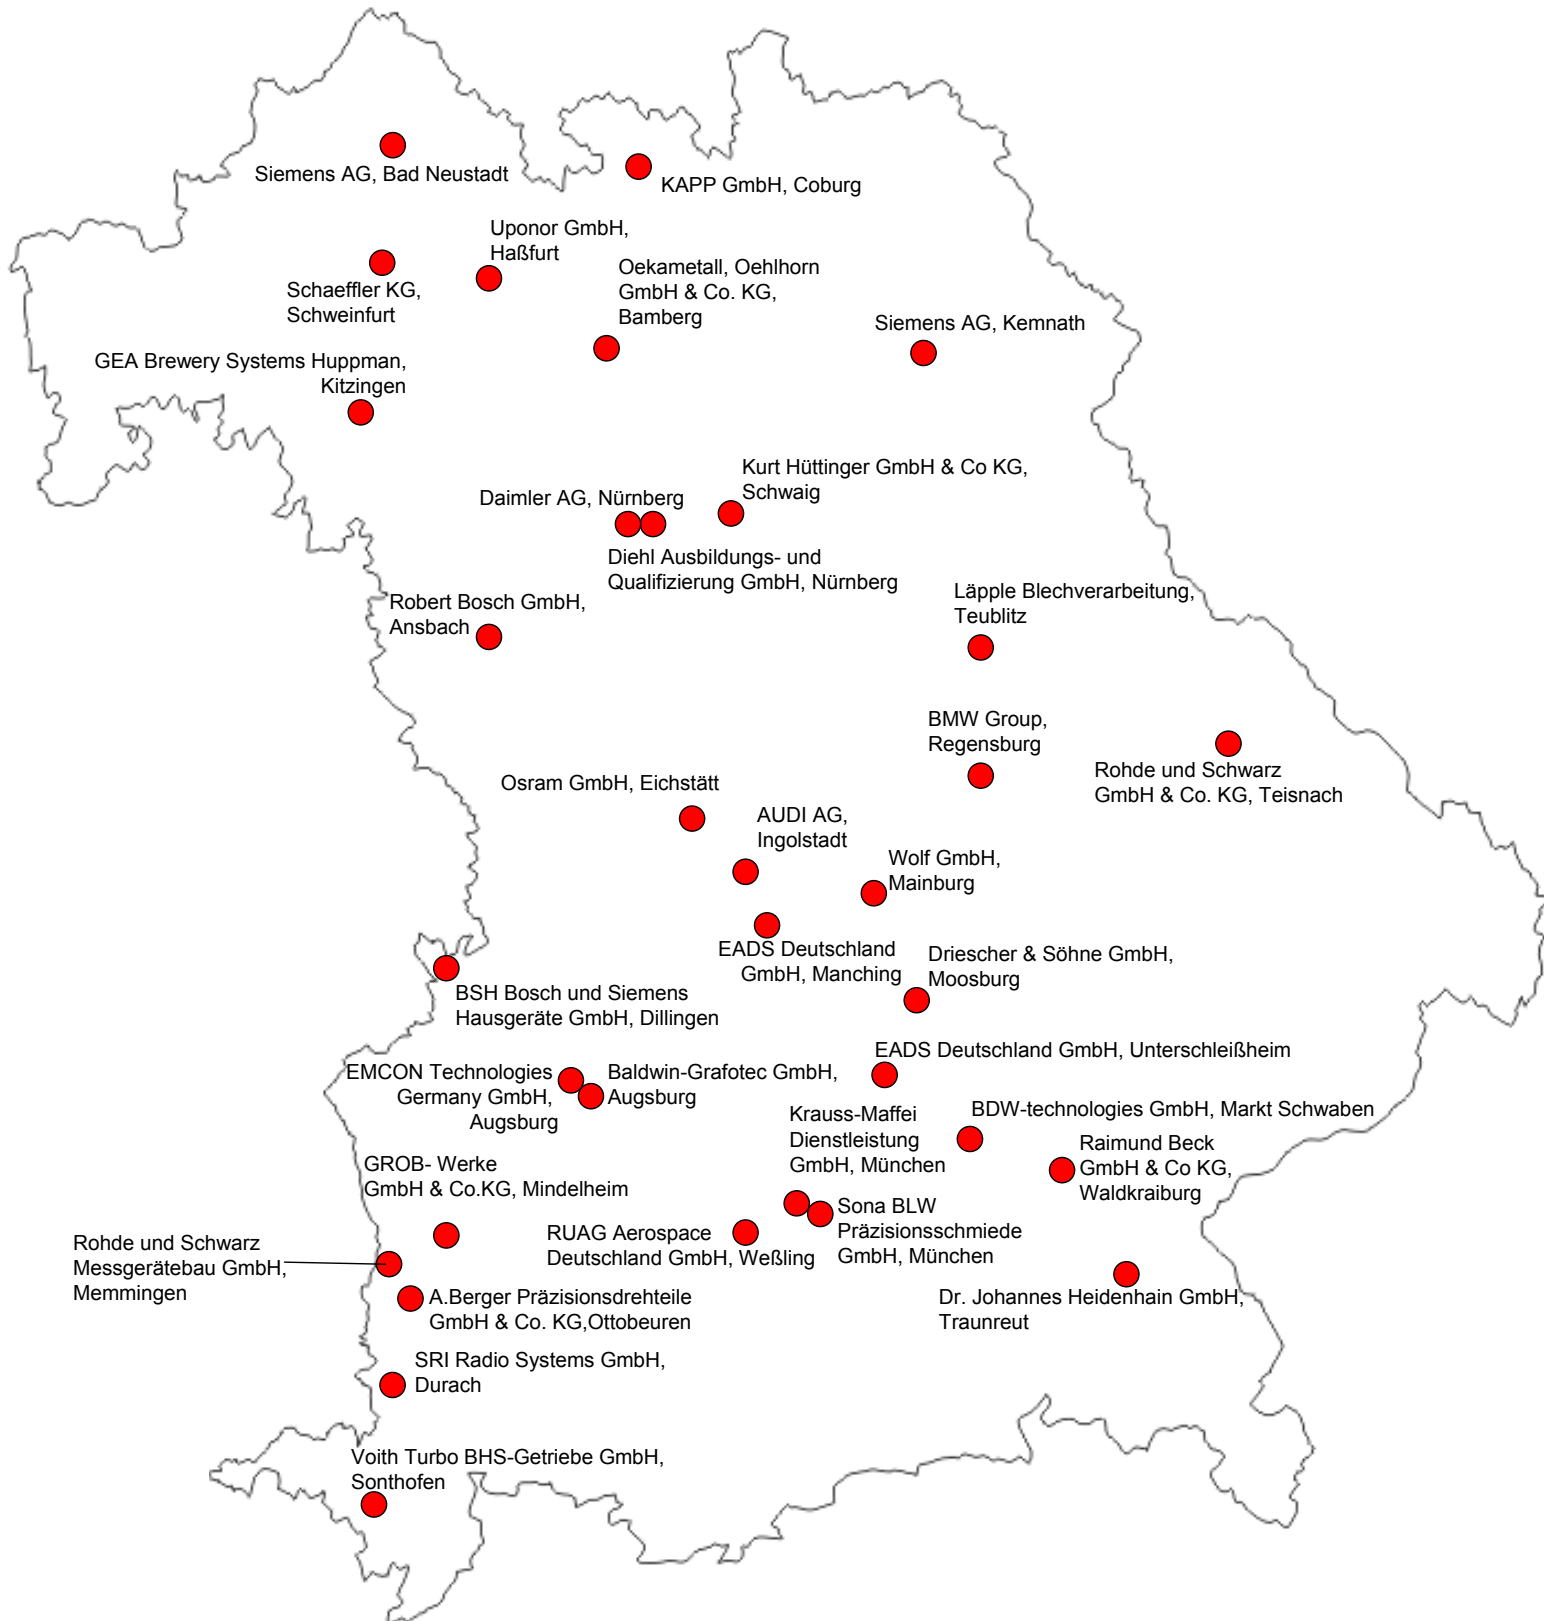 Siemens AG, Bad Neustadt
KAPP GmbH, Coburg
Uponor GmbH,
Haßfurt
Oekametall, Oehlhorn
GmbH & Co. KG,
Bamberg
Schaeffler KG,
Schweinfurt
Siemens AG, Kemnath
GEA Brewery Systems Huppman,
Kitzingen
Kurt Hüttinger GmbH & Co KG,
Schwaig
Daimler AG, Nürnberg
Diehl Ausbildungs- und
Qualifizierung GmbH, Nürnberg
Läpple Blechverarbeitung,
Teublitz
Robert Bosch GmbH,
Ansbach
BMW Group,
Regensburg
Rohde und Schwarz
GmbH & Co. KG, Teisnach
Osram GmbH, Eichstätt
AUDI AG,
Ingolstadt
Wolf GmbH,
Mainburg
EADS Deutschland
GmbH, Manching
Driescher & Söhne GmbH,
Moosburg
BSH Bosch und Siemens
Hausgeräte GmbH, Dillingen
EADS Deutschland GmbH, Unterschleißheim
EMCON Technologies
Germany GmbH,
Augsburg
Baldwin-Grafotec GmbH,
Augsburg
Krauss-Maffei
Dienstleistung
GmbH, München
BDW-technologies GmbH, Markt Schwaben
Raimund Beck
GmbH & Co KG,
Waldkraiburg
GROB- Werke
GmbH & Co.KG, Mindelheim
Sona BLW
Präzisionsschmiede
GmbH, München
RUAG Aerospace
Deutschland GmbH, Weßling
Rohde und Schwarz
Messgerätebau GmbH,
Memmingen
A.Berger Präzisionsdrehteile
GmbH & Co. KG,Ottobeuren
Dr. Johannes Heidenhain GmbH,
Traunreut
SRI Radio Systems GmbH,
Durach
Voith Turbo BHS-Getriebe GmbH,
Sonthofen